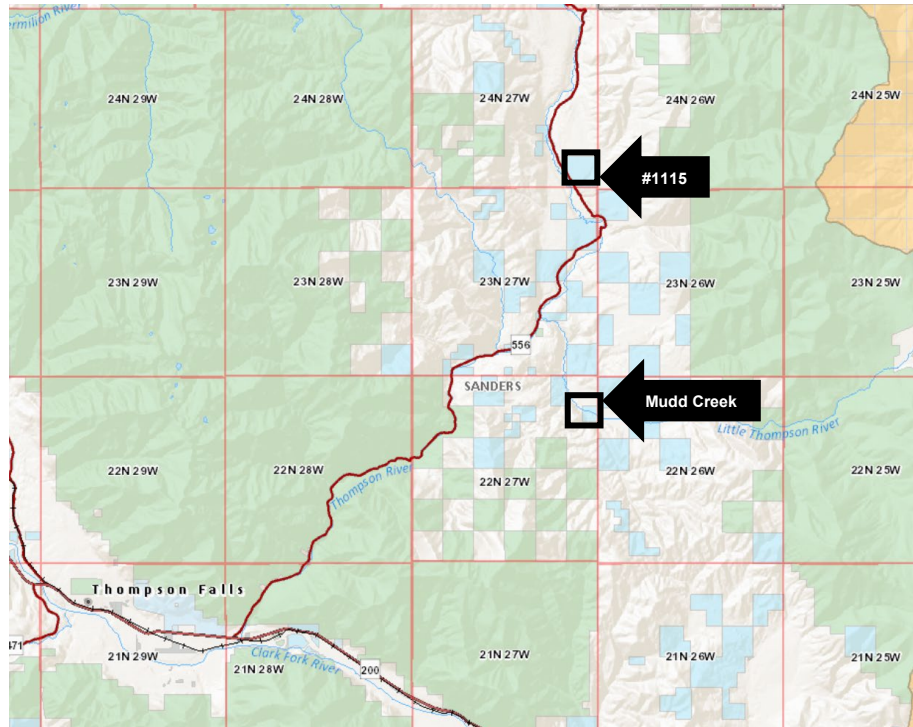 rmilion River
24N 29W
24N 28W
24N 27W
24N 26W
24N 25W
#1115
23N 29W
23N 28W
23N 27W
23N 26W
23N 25W
556
SANDERS
Mudd Creek
Little Thompson River
22N 29W
22N 28W
Thompson River
22N 27W
22N 26W
22N 25W
Thompson Falls
471
21N 29W
21N 28W
Clark Fork River
200
21N 27W
21N 26W
21N 25W